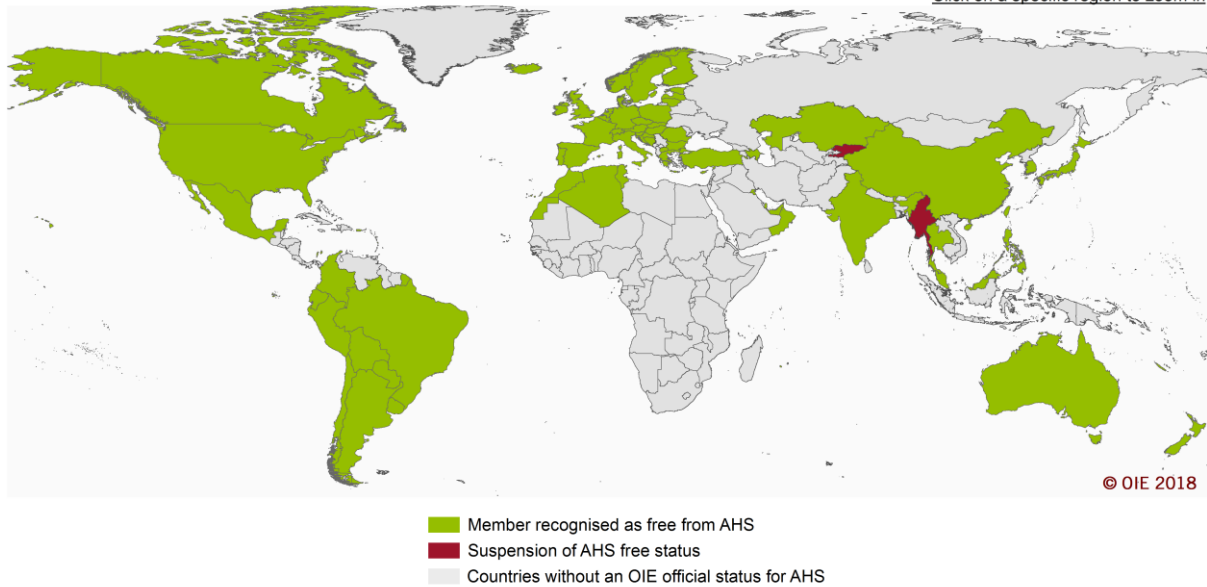 © OIE 2018
Member recognised as free from AHS
Suspension of AHS free status
Countries without an OIE official status for AHS